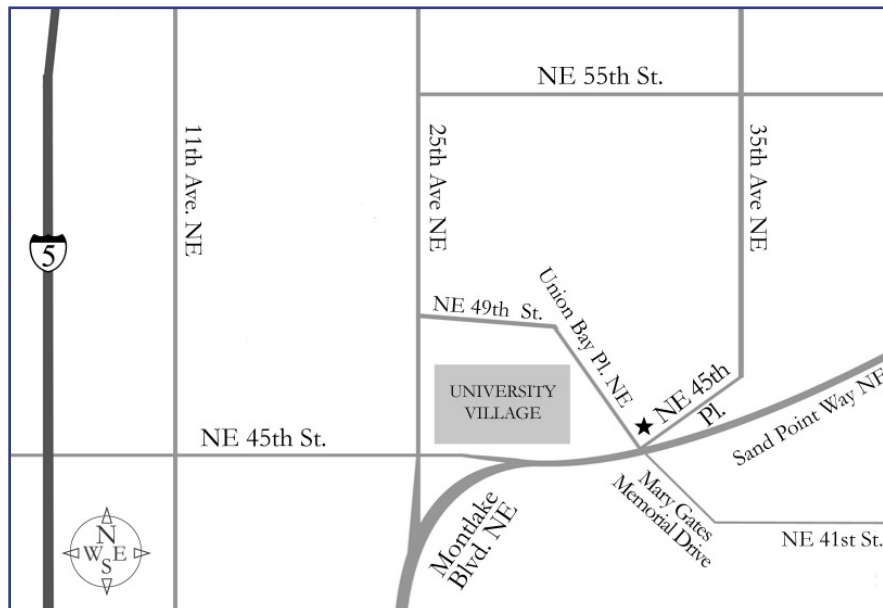 NE 55th St.
11th Ave. NE
25th Ave NE
35th Ave NE
5
NE 49th St.
Union Bay Pl. NE
NE 45th
Pl.
UNIVERSITY
VILLAGE
Sand Point Way NE
NE 45th St.
Montlake
Blvd. NE
Mary Gates
Memorial Drive
NE 41st St.
N
W E
S